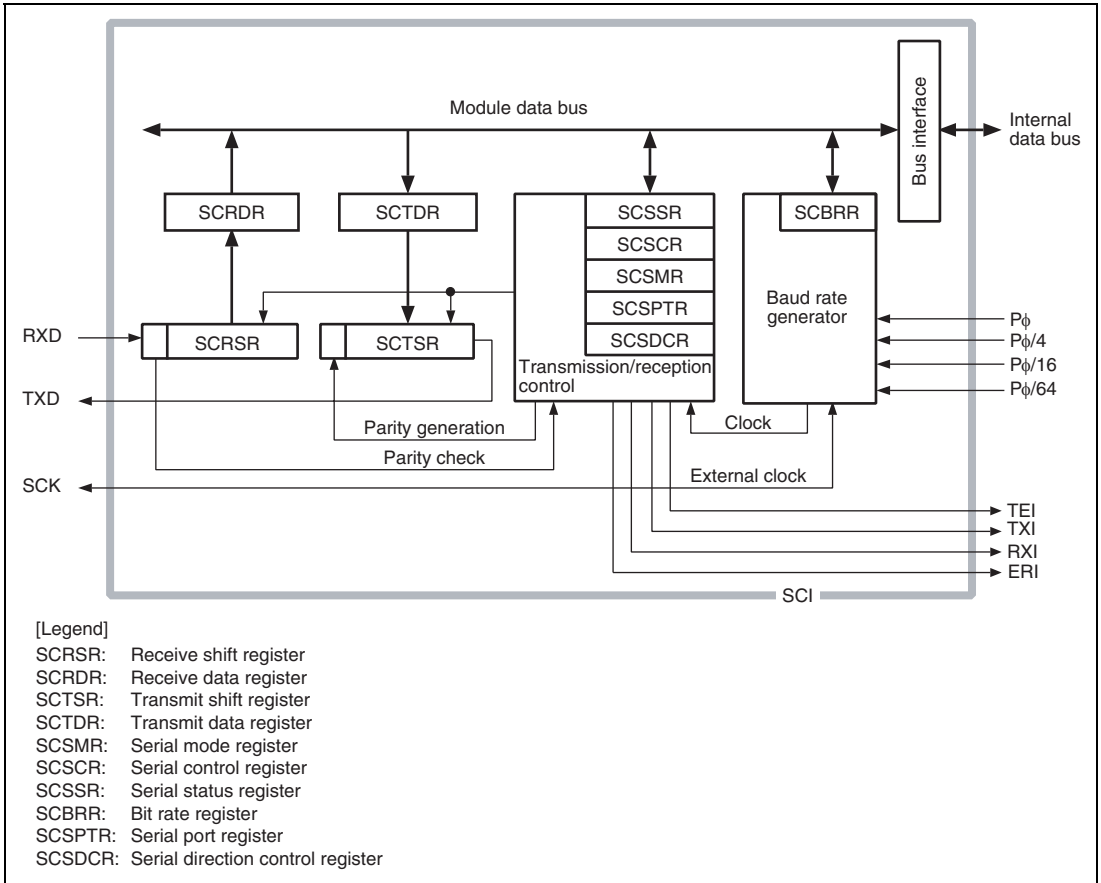 Module data bus
Bus interface
Internal
data bus
SCRDR
SCTDR
SCSSR
SCSCR
SCSMR
SCSPTR
SCSDCR
Transmission/reception
control
SCBRR
Baud rate
generator
RXD
SCRSR
SCTSR
Pϕ
Pϕ/4
Pϕ/16
Pϕ/64
TXD
Parity generation
Clock
Parity check
SCK
External clock
TEI
TXI
RXI
ERI
SCI
[Legend]
SCRSR: Receive shift register
SCRDR: Receive data register
SCTSR: Transmit shift register
SCTDR: Transmit data register
SCSMR: Serial mode register
SCSCR: Serial control register
SCSSR: Serial status register
SCBRR: Bit rate register
SCSPTR: Serial port register
SCSDCR: Serial direction control register